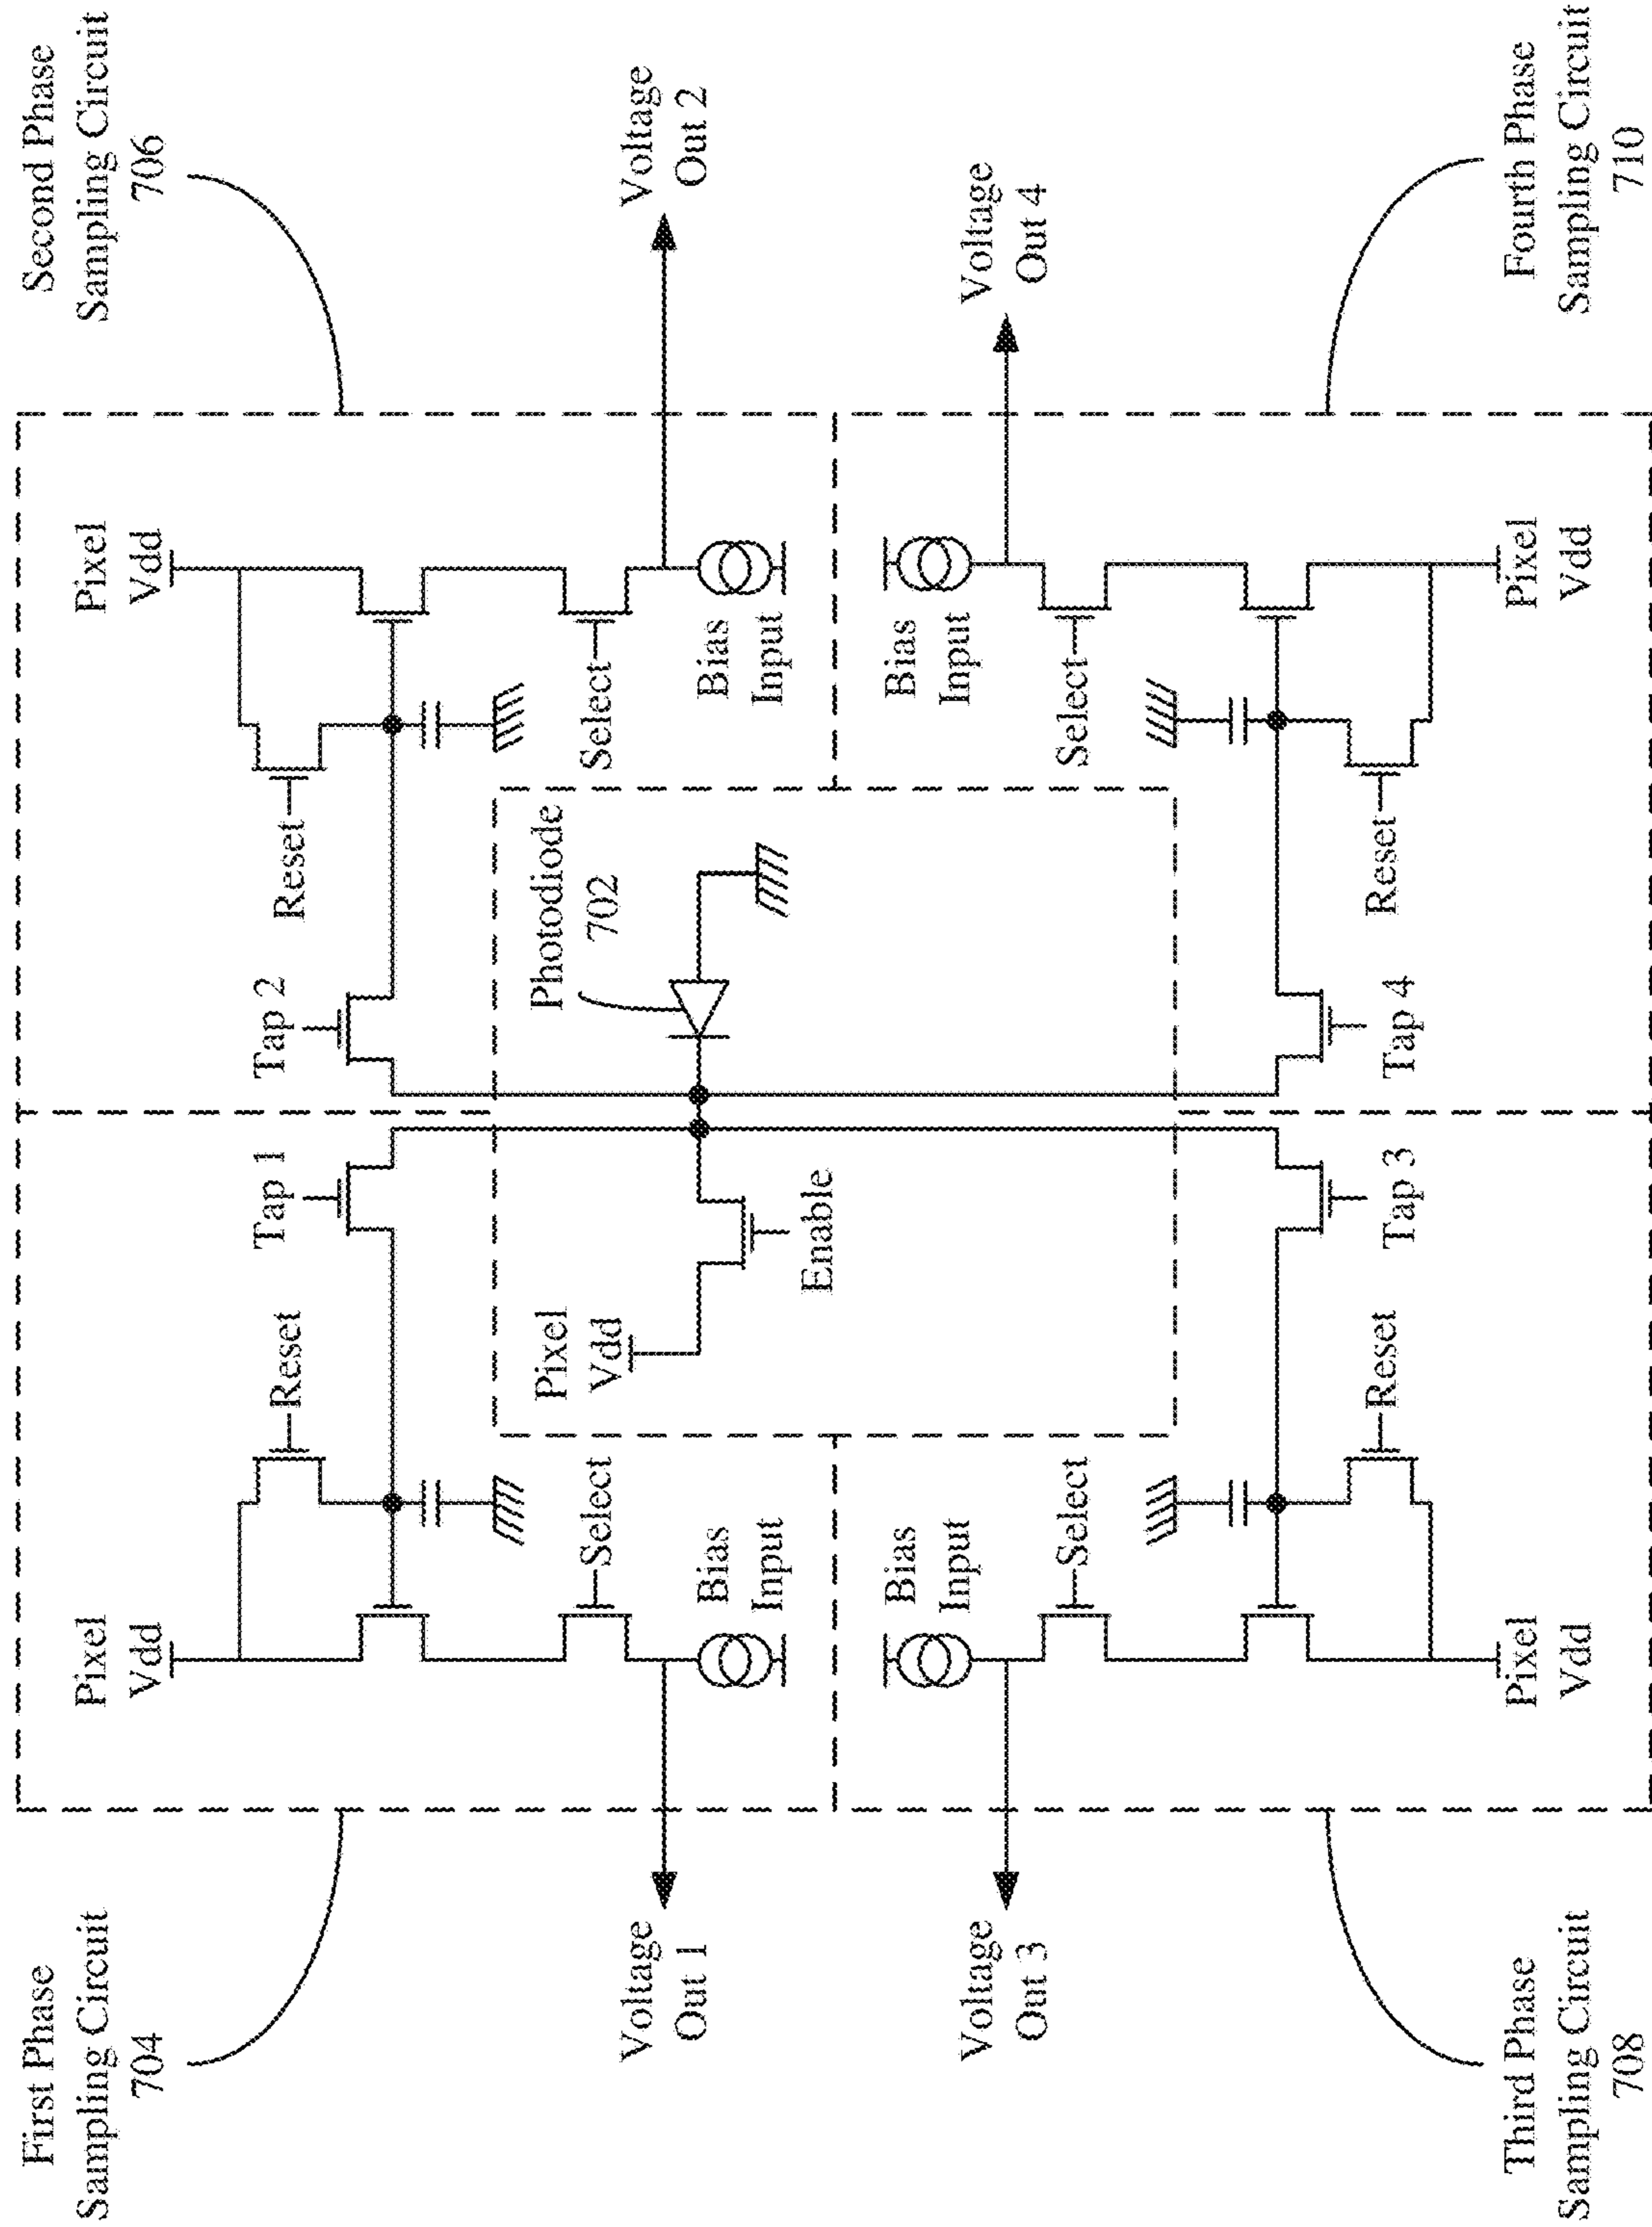 First Phase
Sampling Circuit
704
Second Phase
Sampling Circuit
706
Pixel
Vdd
Reset
Tap 1
Tap 2
Reset
Pixel
Vdd
Select
Bias
Input
Voltage
Out 1
Pixel
Vdd
Enable
Photodiode
702
Select
Bias
Input
Voltage
Out 2
Voltage
Out 3
Bias
Input
Select
Select
Bias
Input
Voltage
Out 4
Reset
Tap 3
Tap 4
Reset
Pixel
Vdd
Pixel
Vdd
Third Phase
Sampling Circuit
708
Fourth Phase
Sampling Circuit
710